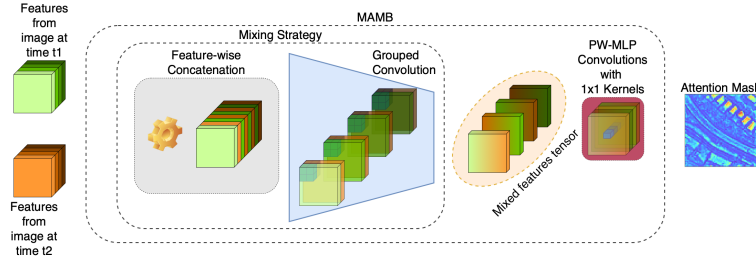 Features
from
image at
time t1
Features
from
image at
time t2
MAMB
Mixing Strategy
Feature-wise
Concatenation
Grouped
Convolution
Mixed features tensor
PW-MLP
Convolutions
with
1x1 Kernels
Attention Mask